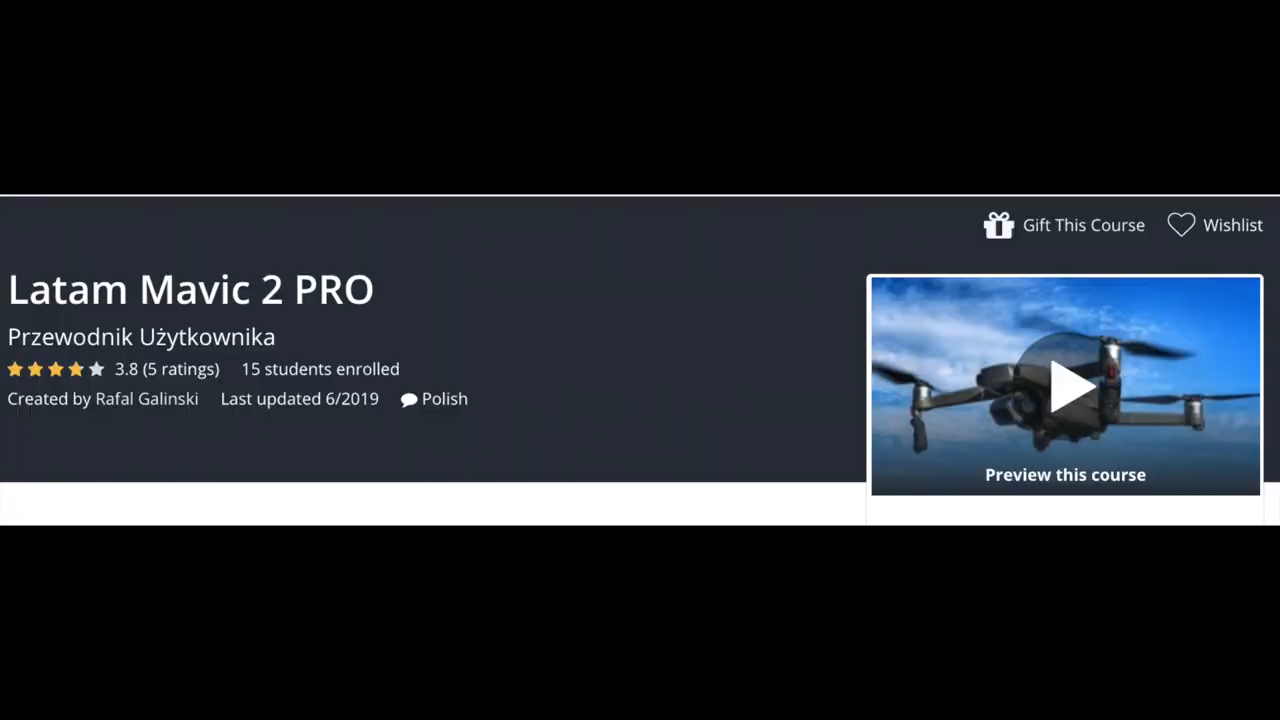 Gift This Course Wishlist
Latam Mavic 2 PRO
Przewodnik Użytkownika
3.8 (5 ratings) 15 students enrolled
Created by Rafal Galinski Last updated 6/2019 Polish
Preview this course